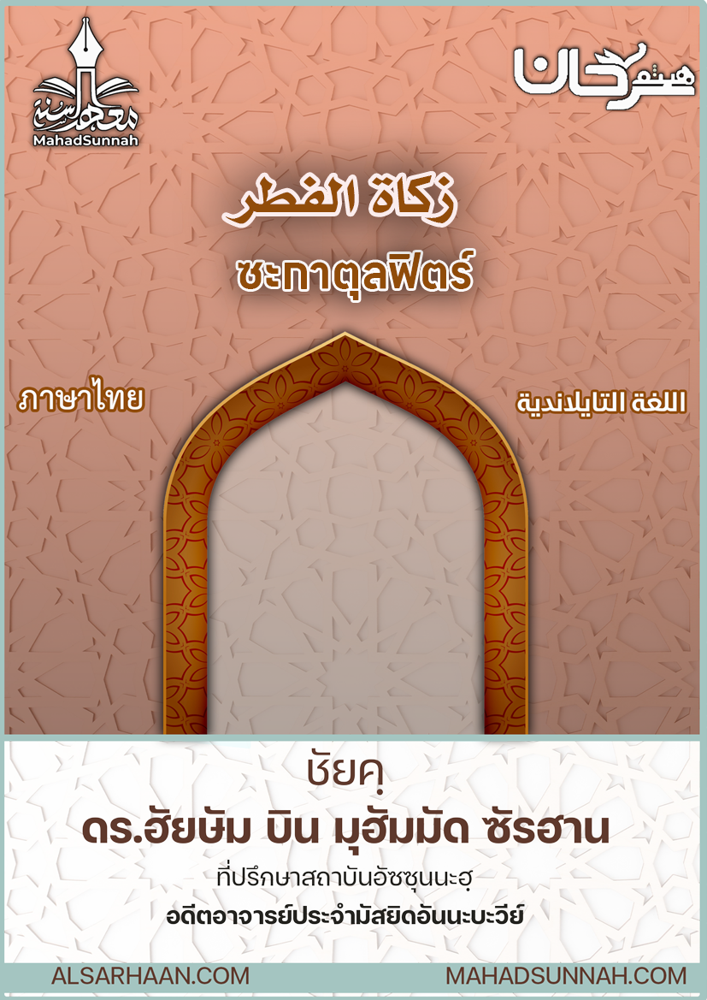 معهد السنة
MahadSunnah
هيثم سرحان
زكاة الفطر
ซะกาตุลฟิตร์
ภาษาไทย
اللغة التايلاندية
ชัยคฺ
ดร.ฮัยษัม บิน มุฮัมมัด ซัรฮาน
ที่ปรึกษาสถาบันอัซซุนนะฮฺ
อดีตอาจารย์ประจำมัสยิดอันนะบะวีย์
ALSARHAAN.COM
MAHADSUNNAH.COM